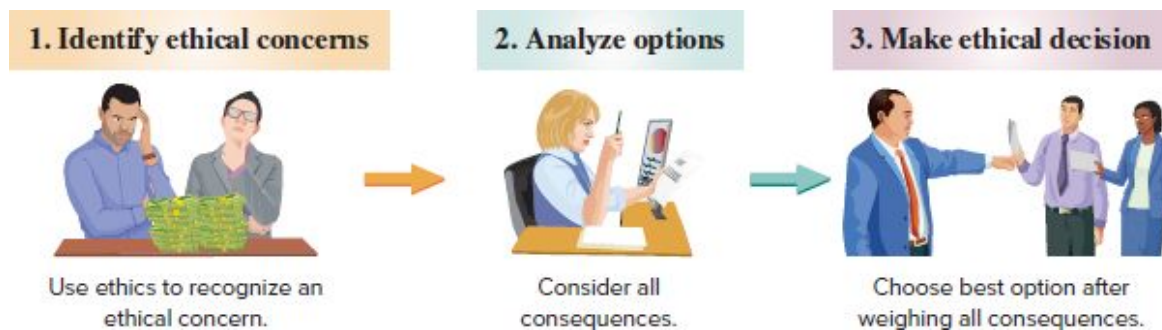 1. Identify ethical concerns
2. Analyze options
3. Make ethical decision
Use ethics to recognize an
ethical concern.
Consider all
consequences.
Choose best option after
weighing all consequences.